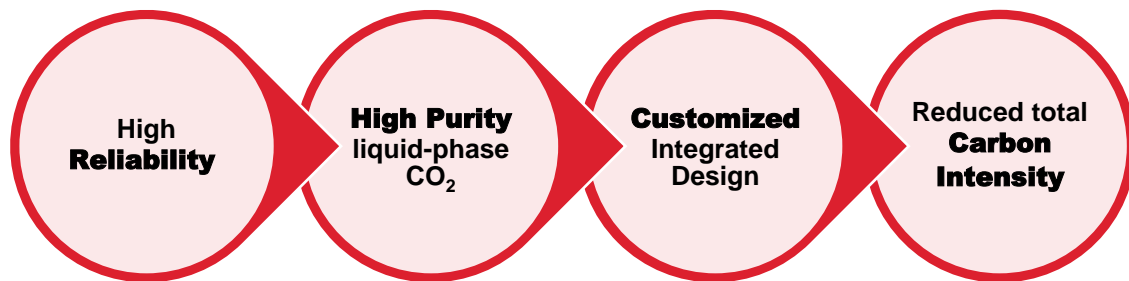 High
Reliability
High Purity
liquid-phase
CO₂
Customized
Integrated
Design
Reduced total
Carbon
Intensity